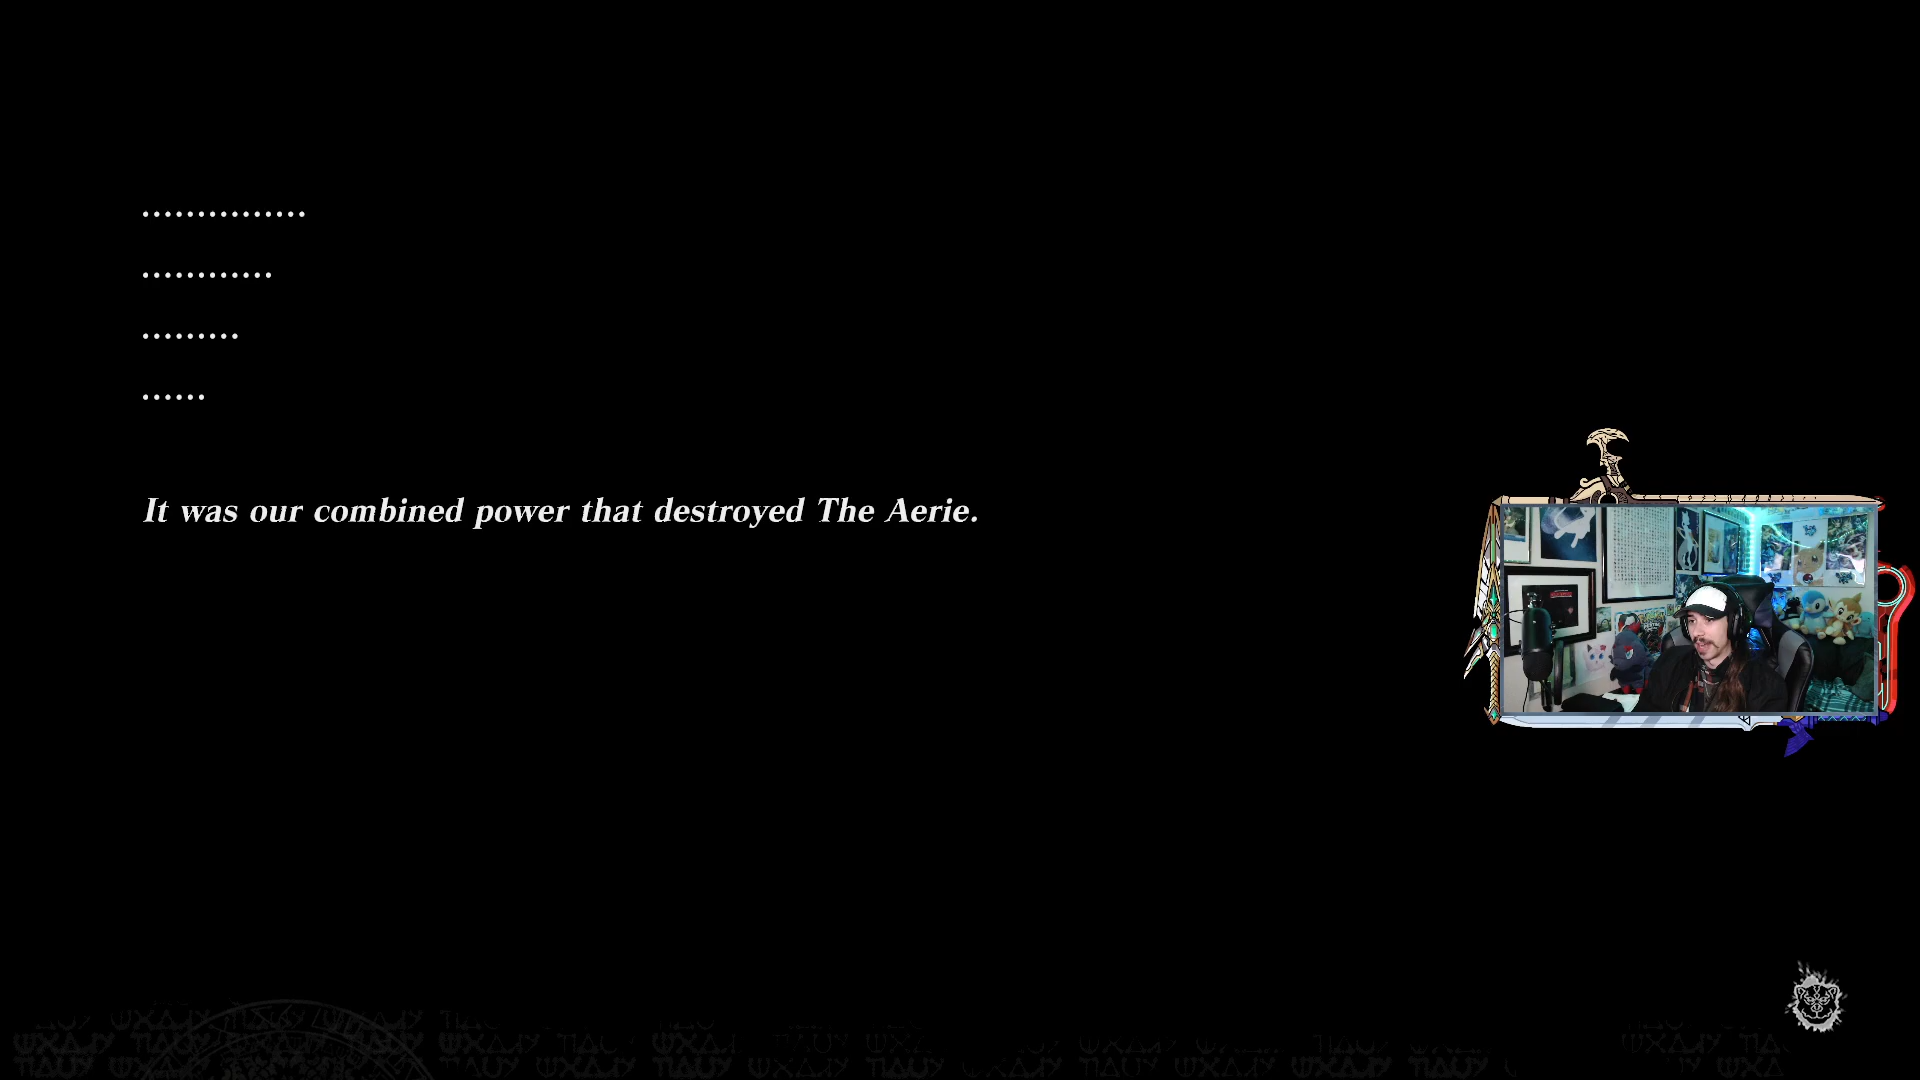 ...............
............
.........
......
It was our combined power that destroyed The Aerie.